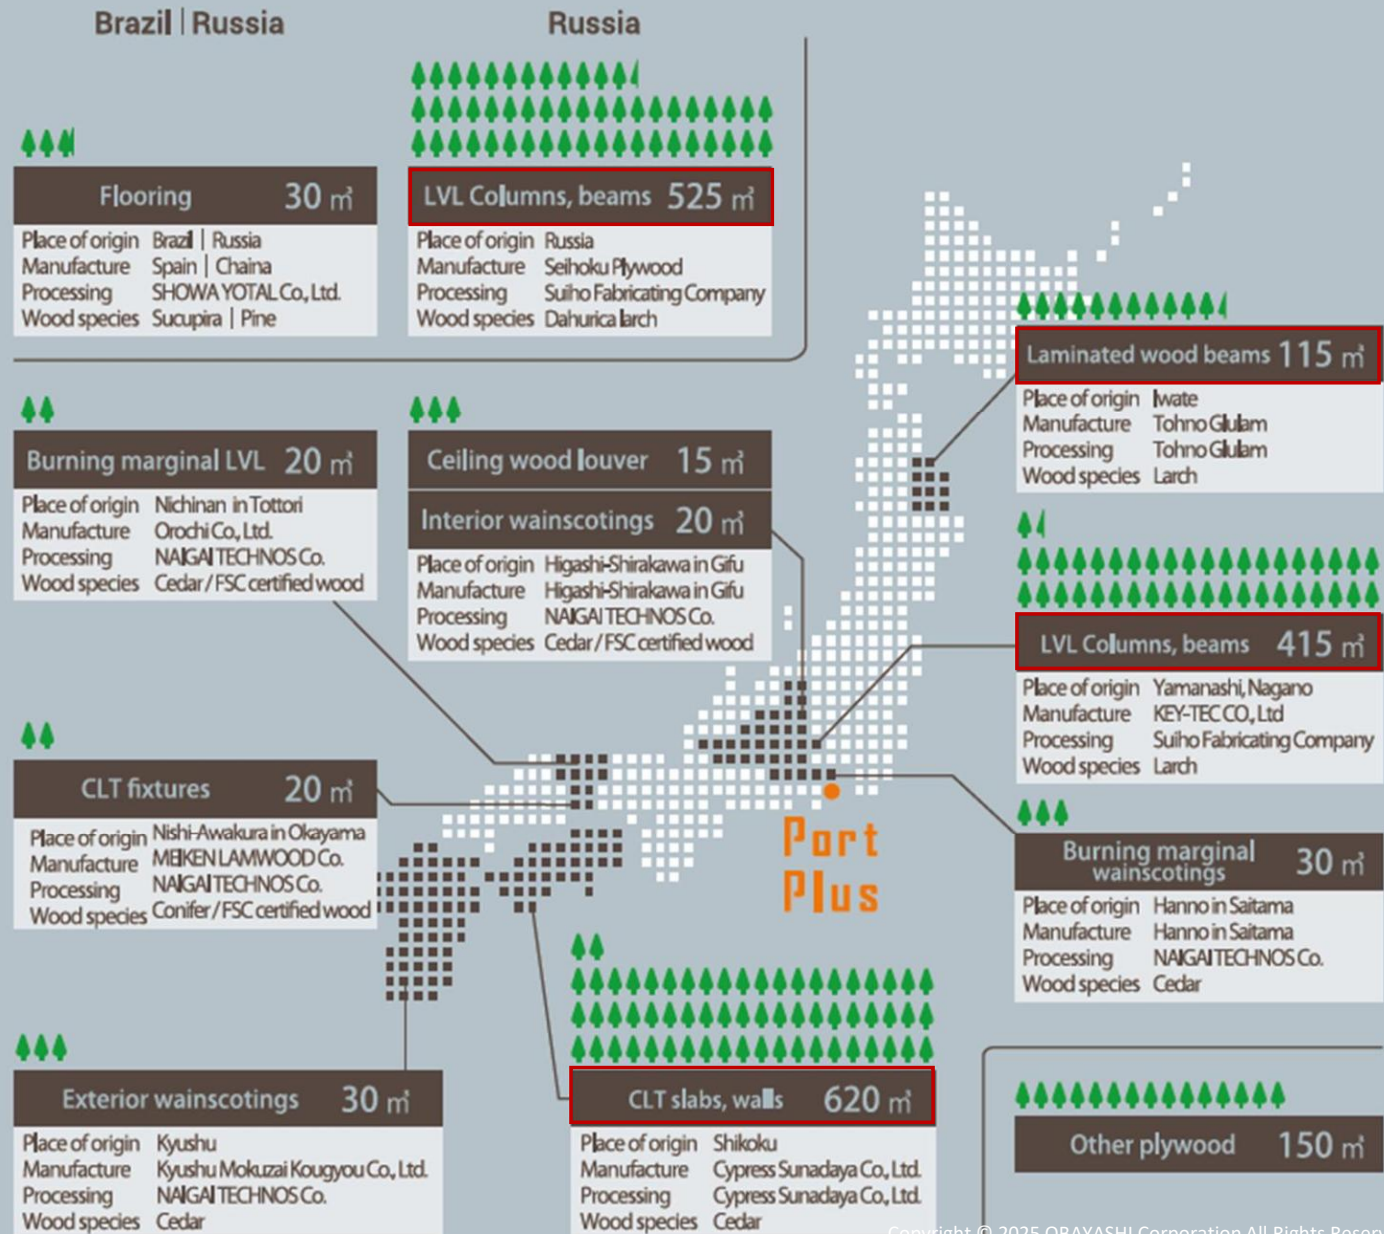 Brazil | Russia
Russia
Flooring 30 ㎥
Place of origin Brazil | Russia
Manufacture Spain | Chaina
Processing SHOWA YOTAL Co., Ltd.
Wood species Sucupira | Pine
LVL Columns, beams 525 ㎥
Place of origin Russia
Manufacture Seihoku Plywood
Processing Suiho Fabricating Company
Wood species Dahurica larch
Laminated wood beams 115 ㎥
Place of origin Iwate
Manufacture Tohno Glulam
Processing Tohno Glulam
Wood species Larch
Burning marginal LVL 20 ㎥
Place of origin Nichinan in Tottori
Manufacture Orochi Co., Ltd.
Processing NAIGAI TECHNOS Co.
Wood species Cedar / FSC certified wood
Ceiling wood louver 15 ㎥
Interior wainscotings 20 ㎥
Place of origin Higashi-Shirakawa in Gifu
Manufacture Higashi-Shirakawa in Gifu
Processing NAIGAI TECHNOS Co.
Wood species Cedar / FSC certified wood
LVL Columns, beams 415 ㎥
Place of origin Yamanashi, Nagano
Manufacture KEY-TEC CO., Ltd
Processing Suiho Fabricating Company
Wood species Larch
CLT fixtures 20 ㎥
Place of origin Nishi-Awakura in Okayama
Manufacture MEIKEN LAMWOOD Co.
Processing NAIGAI TECHNOS Co.
Wood species Conifer / FSC certified wood
Port
Plus
Burning marginal
wainscotings 30 ㎥
Place of origin Hanno in Saitama
Manufacture Hanno in Saitama
Processing NAIGAI TECHNOS Co.
Wood species Cedar
Exterior wainscotings 30 ㎥
Place of origin Kyushu
Manufacture Kyushu Mokuzai Kougyou Co., Ltd.
Processing NAIGAI TECHNOS Co.
Wood species Cedar
CLT slabs, walls 620 ㎥
Place of origin Shikoku
Manufacture Cypress Sunadaya Co., Ltd.
Processing Cypress Sunadaya Co., Ltd.
Wood species Cedar
Other plywood 150 ㎥
Copyright © 2025 OBAYASHI Corporation All Rights